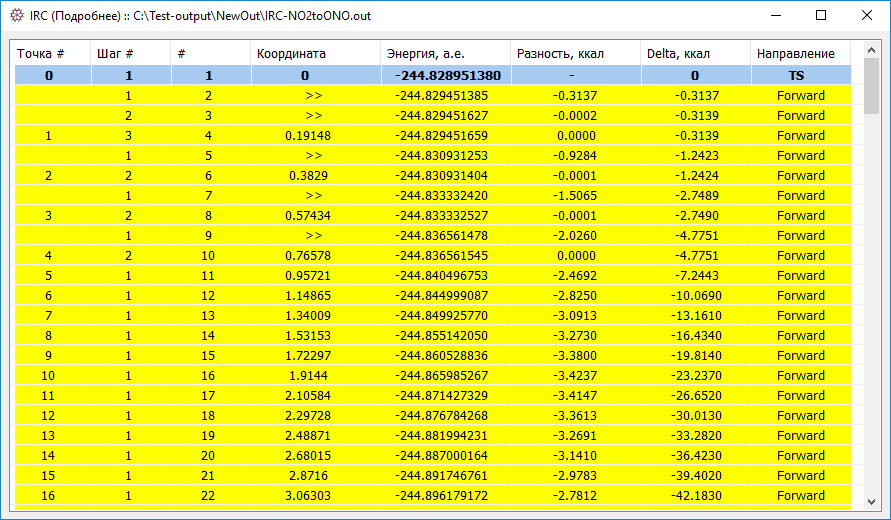 IRC (Подробнее) :: C:\Test-output\NewOut\IRC-NO2toONO.out
Точка # Шаг # # Координата Энергия, а.е. Разность, ккал Delta, ккал Направление
0 1 1 0 -244.828951380 - 0 TS
1 2 >> -244.829451385 -0.3137 -0.3137 Forward
2 3 >> -244.829451627 -0.0002 -0.3139 Forward
1 3 4 0.19148 -244.829451659 0.0000 -0.3139 Forward
1 5 >> -244.830931253 -0.9284 -1.2423 Forward
2 2 6 0.3829 -244.830931404 -0.0001 -1.2424 Forward
1 7 >> -244.833332420 -1.5065 -2.7489 Forward
3 2 8 0.57434 -244.833332527 -0.0001 -2.7490 Forward
1 9 >> -244.836561478 -2.0260 -4.7751 Forward
4 2 10 0.76578 -244.836561545 0.0000 -4.7751 Forward
5 1 11 0.95721 -244.840496753 -2.4692 -7.2443 Forward
6 1 12 1.14865 -244.844999087 -2.8250 -10.0690 Forward
7 1 13 1.34009 -244.849925770 -3.0913 -13.1610 Forward
8 1 14 1.53153 -244.855142050 -3.2730 -16.4340 Forward
9 1 15 1.72297 -244.860528836 -3.3800 -19.8140 Forward
10 1 16 1.9144 -244.865985267 -3.4237 -23.2370 Forward
11 1 17 2.10584 -244.871427329 -3.4147 -26.6520 Forward
12 1 18 2.29728 -244.876784268 -3.3613 -30.0130 Forward
13 1 19 2.48871 -244.881994231 -3.2691 -33.2820 Forward
14 1 20 2.68015 -244.887000164 -3.1410 -36.4230 Forward
15 1 21 2.8716 -244.891746761 -2.9783 -39.4020 Forward
16 1 22 3.06303 -244.896179172 -2.7812 -42.1830 Forward